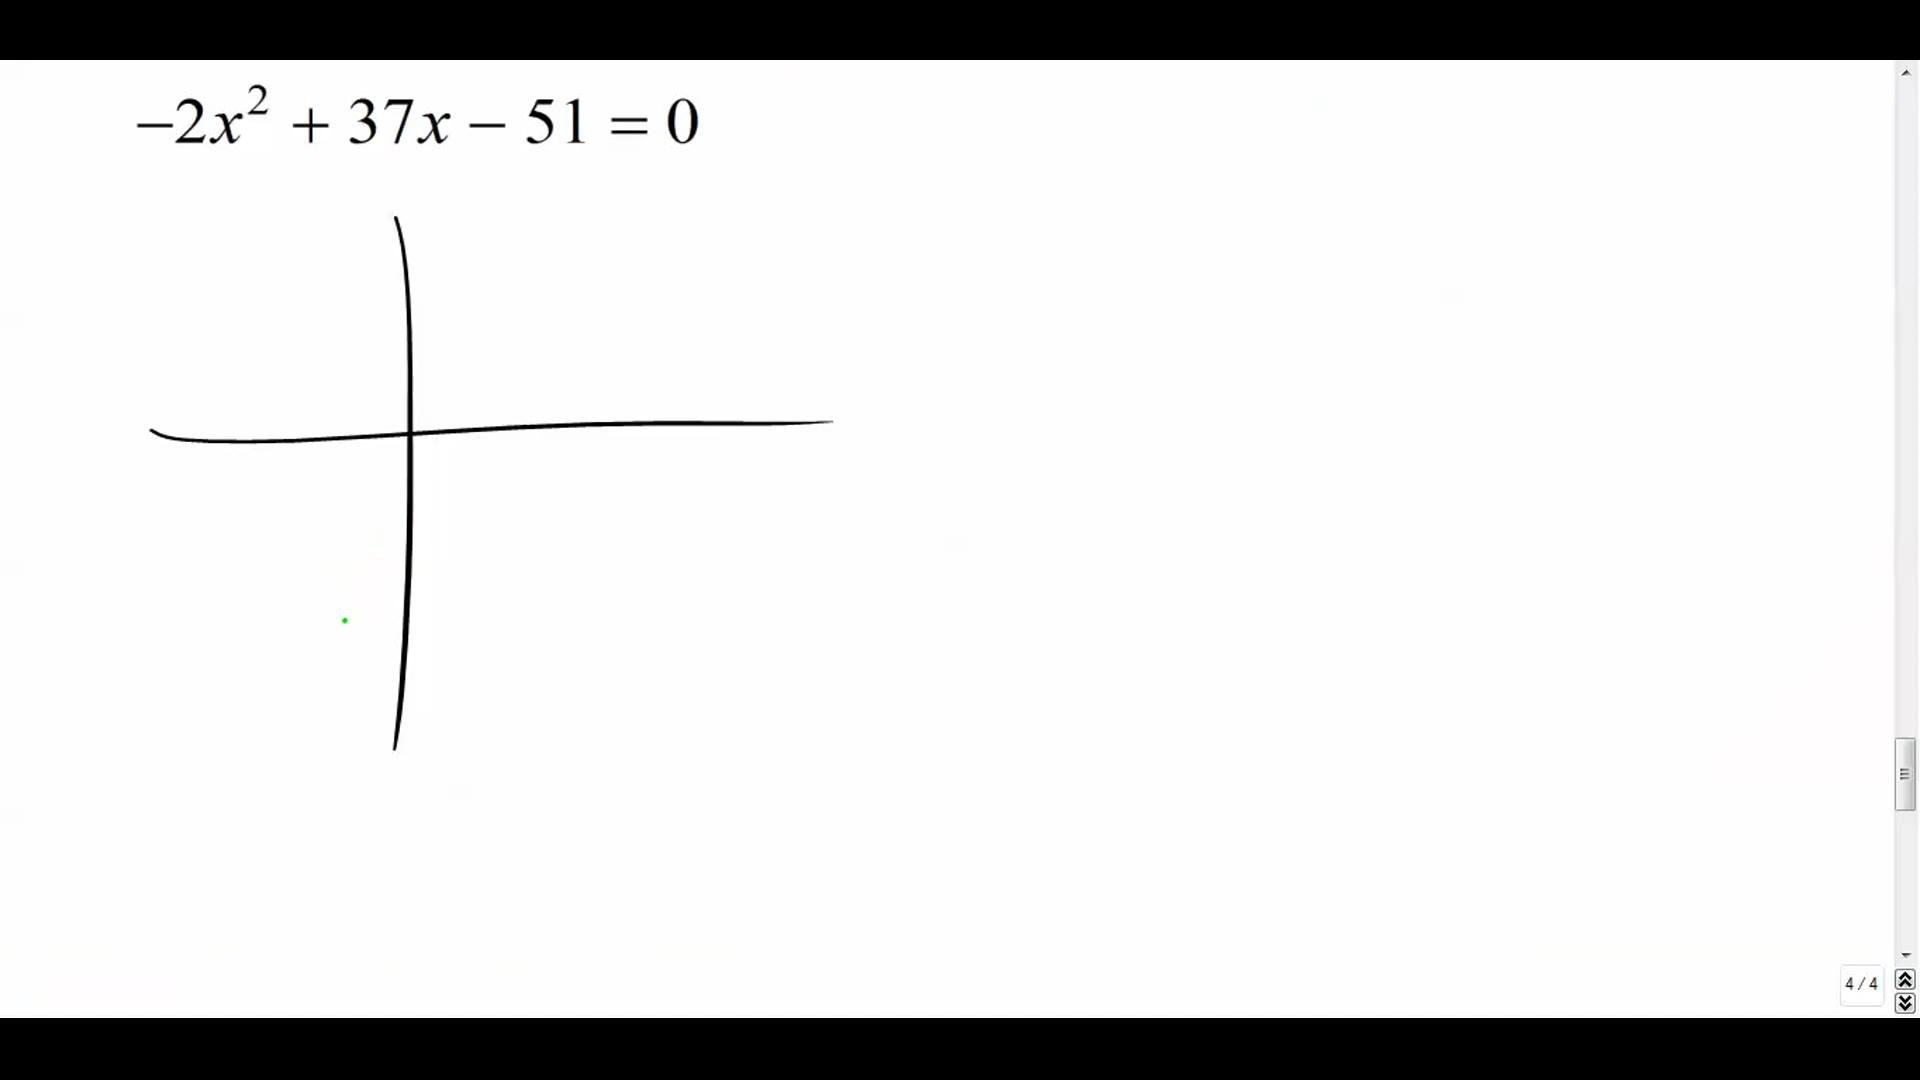 −2x² + 37x − 51 = 0
4 / 4